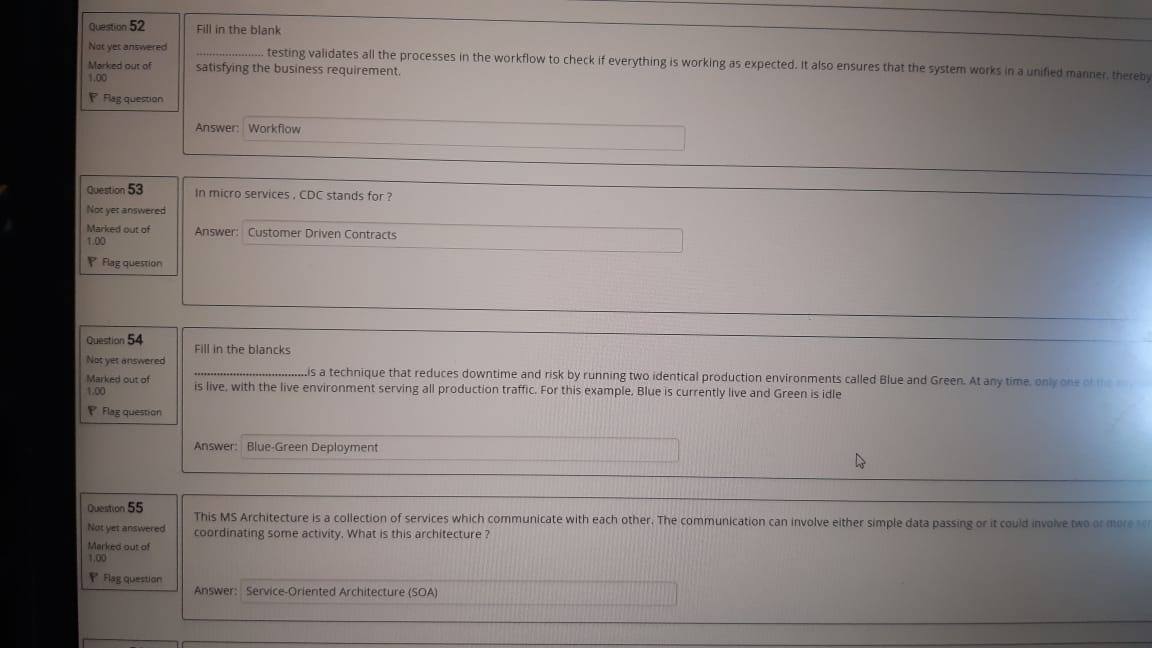 Question 52
Not yet answered
Marked out of
1.00
Flag question
Fill in the blank
..................... testing validates all the processes in the workflow to check if everything is working as expected. It also ensures that the system works in a unified manner, thereby
satisfying the business requirement.
Answer: Workflow
Question 53
Not yet answered
Marked out of
1.00
Flag question
In micro services , CDC stands for ?
Answer: Customer Driven Contracts
Question 54
Not yet answered
Marked out of
1.00
Flag question
Fill in the blancks
..................................is a technique that reduces downtime and risk by running two identical production environments called Blue and Green. At any time, only one of the
is live, with the live environment serving all production traffic. For this example, Blue is currently live and Green is idle
Answer: Blue-Green Deployment
Question 55
Not yet answered
Marked out of
1.00
Flag question
This MS Architecture is a collection of services which communicate with each other. The communication can involve either simple data passing or it could involve two or more
coordinating some activity. What is this architecture ?
Answer: Service-Oriented Architecture (SOA)